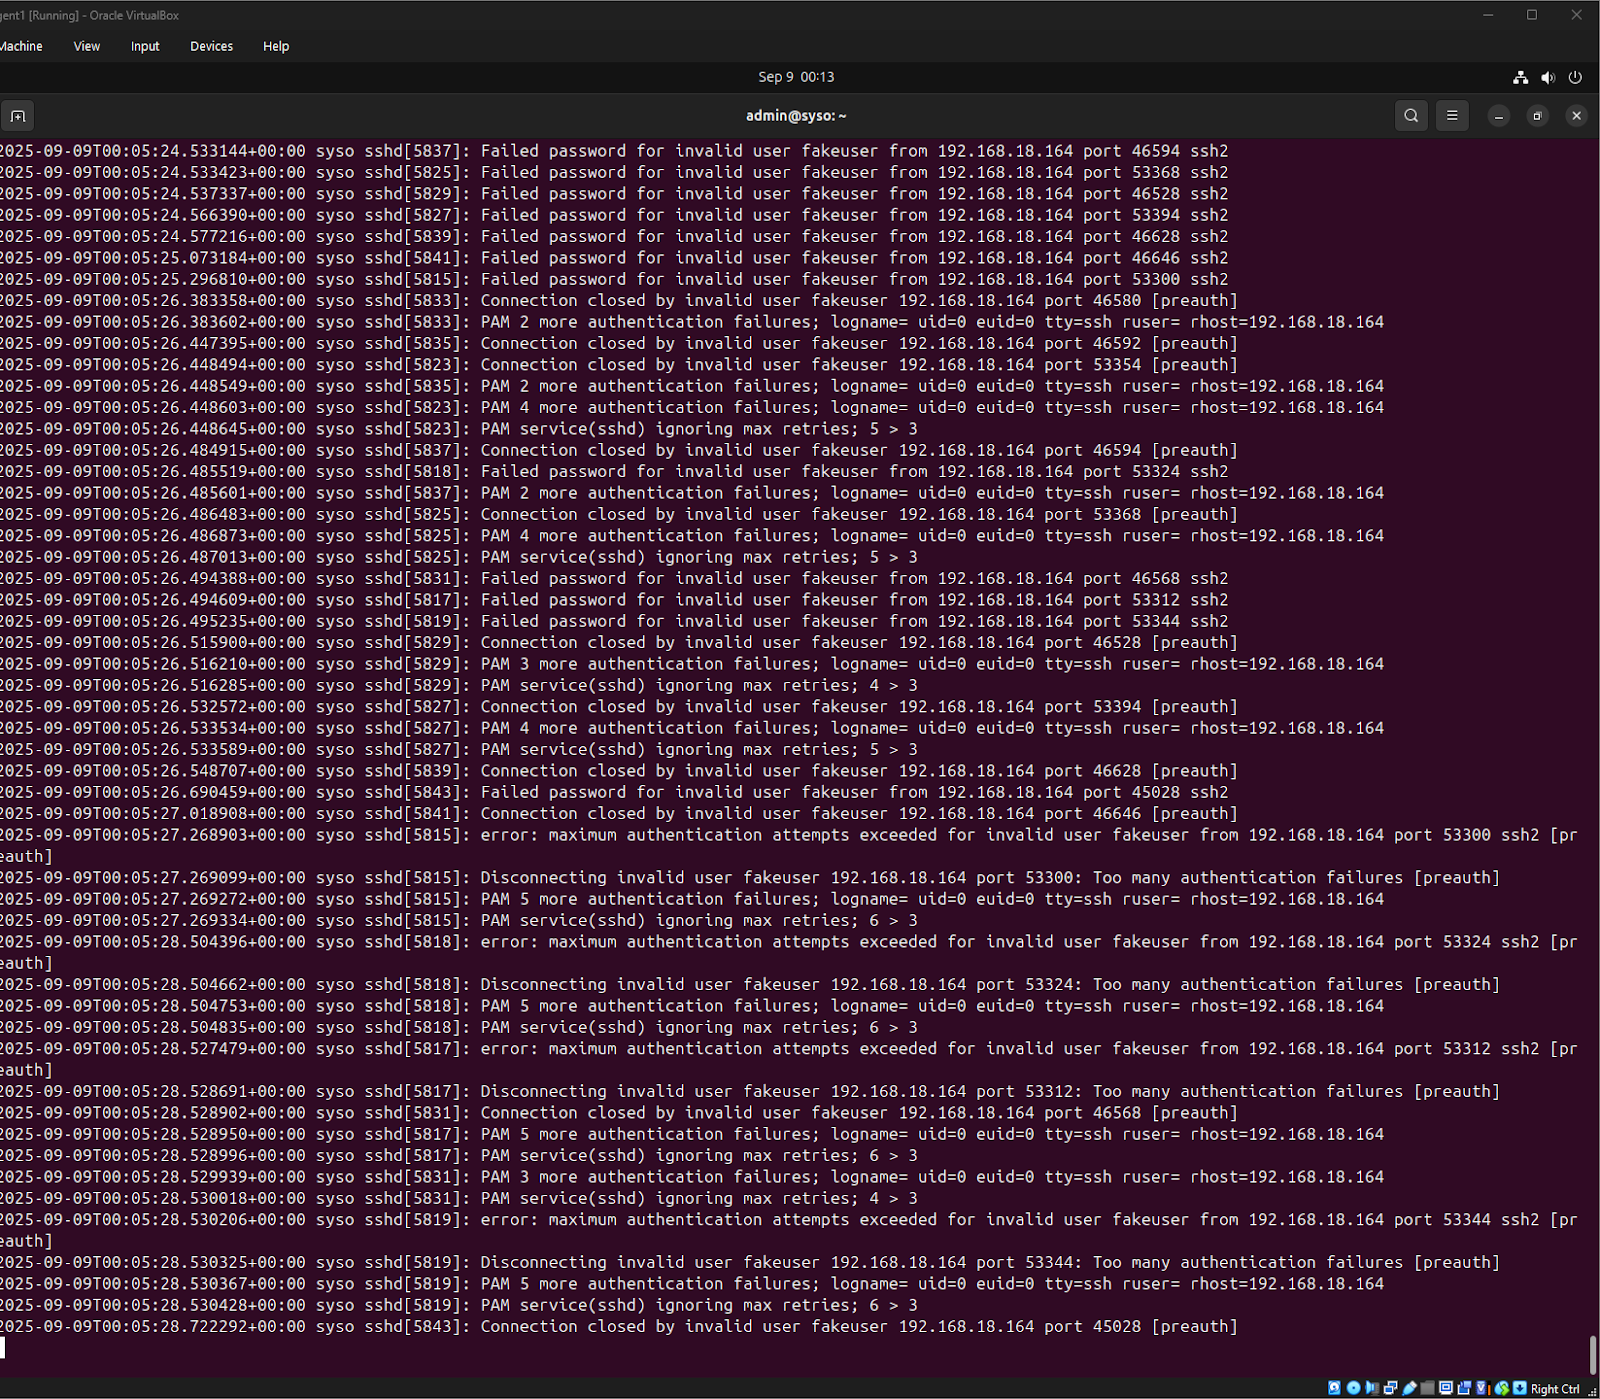 gent1 [Running] - Oracle VirtualBox
Machine View Input Devices Help
Sep 9 00:13
admin@syso: ~
2025-09-09T00:05:24.533144+00:00 syso sshd[5837]: Failed password for invalid user fakeuser from 192.168.18.164 port 46594 ssh2
2025-09-09T00:05:24.533423+00:00 syso sshd[5825]: Failed password for invalid user fakeuser from 192.168.18.164 port 53368 ssh2
2025-09-09T00:05:24.537337+00:00 syso sshd[5829]: Failed password for invalid user fakeuser from 192.168.18.164 port 46528 ssh2
2025-09-09T00:05:24.566390+00:00 syso sshd[5827]: Failed password for invalid user fakeuser from 192.168.18.164 port 53394 ssh2
2025-09-09T00:05:24.577216+00:00 syso sshd[5839]: Failed password for invalid user fakeuser from 192.168.18.164 port 46628 ssh2
2025-09-09T00:05:25.073184+00:00 syso sshd[5841]: Failed password for invalid user fakeuser from 192.168.18.164 port 46646 ssh2
2025-09-09T00:05:25.296810+00:00 syso sshd[5815]: Failed password for invalid user fakeuser from 192.168.18.164 port 53300 ssh2
2025-09-09T00:05:26.383358+00:00 syso sshd[5833]: Connection closed by invalid user fakeuser 192.168.18.164 port 46580 [preauth]
2025-09-09T00:05:26.383602+00:00 syso sshd[5833]: PAM 2 more authentication failures; logname= uid=0 euid=0 tty=ssh ruser= rhost=192.168.18.164
2025-09-09T00:05:26.447395+00:00 syso sshd[5835]: Connection closed by invalid user fakeuser 192.168.18.164 port 46592 [preauth]
2025-09-09T00:05:26.448494+00:00 syso sshd[5823]: Connection closed by invalid user fakeuser 192.168.18.164 port 53354 [preauth]
2025-09-09T00:05:26.448549+00:00 syso sshd[5835]: PAM 2 more authentication failures; logname= uid=0 euid=0 tty=ssh ruser= rhost=192.168.18.164
2025-09-09T00:05:26.448603+00:00 syso sshd[5823]: PAM 4 more authentication failures; logname= uid=0 euid=0 tty=ssh ruser= rhost=192.168.18.164
2025-09-09T00:05:26.448645+00:00 syso sshd[5823]: PAM service(sshd) ignoring max retries; 5 > 3
2025-09-09T00:05:26.484915+00:00 syso sshd[5837]: Connection closed by invalid user fakeuser 192.168.18.164 port 46594 [preauth]
2025-09-09T00:05:26.485519+00:00 syso sshd[5818]: Failed password for invalid user fakeuser from 192.168.18.164 port 53324 ssh2
2025-09-09T00:05:26.485601+00:00 syso sshd[5837]: PAM 2 more authentication failures; logname= uid=0 euid=0 tty=ssh ruser= rhost=192.168.18.164
2025-09-09T00:05:26.486483+00:00 syso sshd[5825]: Connection closed by invalid user fakeuser 192.168.18.164 port 53368 [preauth]
2025-09-09T00:05:26.486873+00:00 syso sshd[5825]: PAM 4 more authentication failures; logname= uid=0 euid=0 tty=ssh ruser= rhost=192.168.18.164
2025-09-09T00:05:26.487013+00:00 syso sshd[5825]: PAM service(sshd) ignoring max retries; 5 > 3
2025-09-09T00:05:26.494388+00:00 syso sshd[5831]: Failed password for invalid user fakeuser from 192.168.18.164 port 46568 ssh2
2025-09-09T00:05:26.494609+00:00 syso sshd[5817]: Failed password for invalid user fakeuser from 192.168.18.164 port 53312 ssh2
2025-09-09T00:05:26.495235+00:00 syso sshd[5819]: Failed password for invalid user fakeuser from 192.168.18.164 port 53344 ssh2
2025-09-09T00:05:26.515900+00:00 syso sshd[5829]: Connection closed by invalid user fakeuser 192.168.18.164 port 46528 [preauth]
2025-09-09T00:05:26.516210+00:00 syso sshd[5829]: PAM 3 more authentication failures; logname= uid=0 euid=0 tty=ssh ruser= rhost=192.168.18.164
2025-09-09T00:05:26.516285+00:00 syso sshd[5829]: PAM service(sshd) ignoring max retries; 4 > 3
2025-09-09T00:05:26.532572+00:00 syso sshd[5827]: Connection closed by invalid user fakeuser 192.168.18.164 port 53394 [preauth]
2025-09-09T00:05:26.533534+00:00 syso sshd[5827]: PAM 4 more authentication failures; logname= uid=0 euid=0 tty=ssh ruser= rhost=192.168.18.164
2025-09-09T00:05:26.533589+00:00 syso sshd[5827]: PAM service(sshd) ignoring max retries; 5 > 3
2025-09-09T00:05:26.548707+00:00 syso sshd[5839]: Connection closed by invalid user fakeuser 192.168.18.164 port 46628 [preauth]
2025-09-09T00:05:26.690459+00:00 syso sshd[5843]: Failed password for invalid user fakeuser from 192.168.18.164 port 45028 ssh2
2025-09-09T00:05:27.018908+00:00 syso sshd[5841]: Connection closed by invalid user fakeuser 192.168.18.164 port 46646 [preauth]
2025-09-09T00:05:27.268903+00:00 syso sshd[5815]: error: maximum authentication attempts exceeded for invalid user fakeuser from 192.168.18.164 port 53300 ssh2 [pr
eauth]
2025-09-09T00:05:27.269099+00:00 syso sshd[5815]: Disconnecting invalid user fakeuser 192.168.18.164 port 53300: Too many authentication failures [preauth]
2025-09-09T00:05:27.269272+00:00 syso sshd[5815]: PAM 5 more authentication failures; logname= uid=0 euid=0 tty=ssh ruser= rhost=192.168.18.164
2025-09-09T00:05:27.269334+00:00 syso sshd[5815]: PAM service(sshd) ignoring max retries; 6 > 3
2025-09-09T00:05:28.504396+00:00 syso sshd[5818]: error: maximum authentication attempts exceeded for invalid user fakeuser from 192.168.18.164 port 53324 ssh2 [pr
eauth]
2025-09-09T00:05:28.504662+00:00 syso sshd[5818]: Disconnecting invalid user fakeuser 192.168.18.164 port 53324: Too many authentication failures [preauth]
2025-09-09T00:05:28.504753+00:00 syso sshd[5818]: PAM 5 more authentication failures; logname= uid=0 euid=0 tty=ssh ruser= rhost=192.168.18.164
2025-09-09T00:05:28.504835+00:00 syso sshd[5818]: PAM service(sshd) ignoring max retries; 6 > 3
2025-09-09T00:05:28.527479+00:00 syso sshd[5817]: error: maximum authentication attempts exceeded for invalid user fakeuser from 192.168.18.164 port 53312 ssh2 [pr
eauth]
2025-09-09T00:05:28.528691+00:00 syso sshd[5817]: Disconnecting invalid user fakeuser 192.168.18.164 port 53312: Too many authentication failures [preauth]
2025-09-09T00:05:28.528902+00:00 syso sshd[5831]: Connection closed by invalid user fakeuser 192.168.18.164 port 46568 [preauth]
2025-09-09T00:05:28.528950+00:00 syso sshd[5817]: PAM 5 more authentication failures; logname= uid=0 euid=0 tty=ssh ruser= rhost=192.168.18.164
2025-09-09T00:05:28.528996+00:00 syso sshd[5817]: PAM service(sshd) ignoring max retries; 6 > 3
2025-09-09T00:05:28.529939+00:00 syso sshd[5831]: PAM 3 more authentication failures; logname= uid=0 euid=0 tty=ssh ruser= rhost=192.168.18.164
2025-09-09T00:05:28.530018+00:00 syso sshd[5831]: PAM service(sshd) ignoring max retries; 4 > 3
2025-09-09T00:05:28.530206+00:00 syso sshd[5819]: error: maximum authentication attempts exceeded for invalid user fakeuser from 192.168.18.164 port 53344 ssh2 [pr
eauth]
2025-09-09T00:05:28.530325+00:00 syso sshd[5819]: Disconnecting invalid user fakeuser 192.168.18.164 port 53344: Too many authentication failures [preauth]
2025-09-09T00:05:28.530367+00:00 syso sshd[5819]: PAM 5 more authentication failures; logname= uid=0 euid=0 tty=ssh ruser= rhost=192.168.18.164
2025-09-09T00:05:28.530428+00:00 syso sshd[5819]: PAM service(sshd) ignoring max retries; 6 > 3
2025-09-09T00:05:28.722292+00:00 syso sshd[5843]: Connection closed by invalid user fakeuser 192.168.18.164 port 45028 [preauth]
Right Ctrl